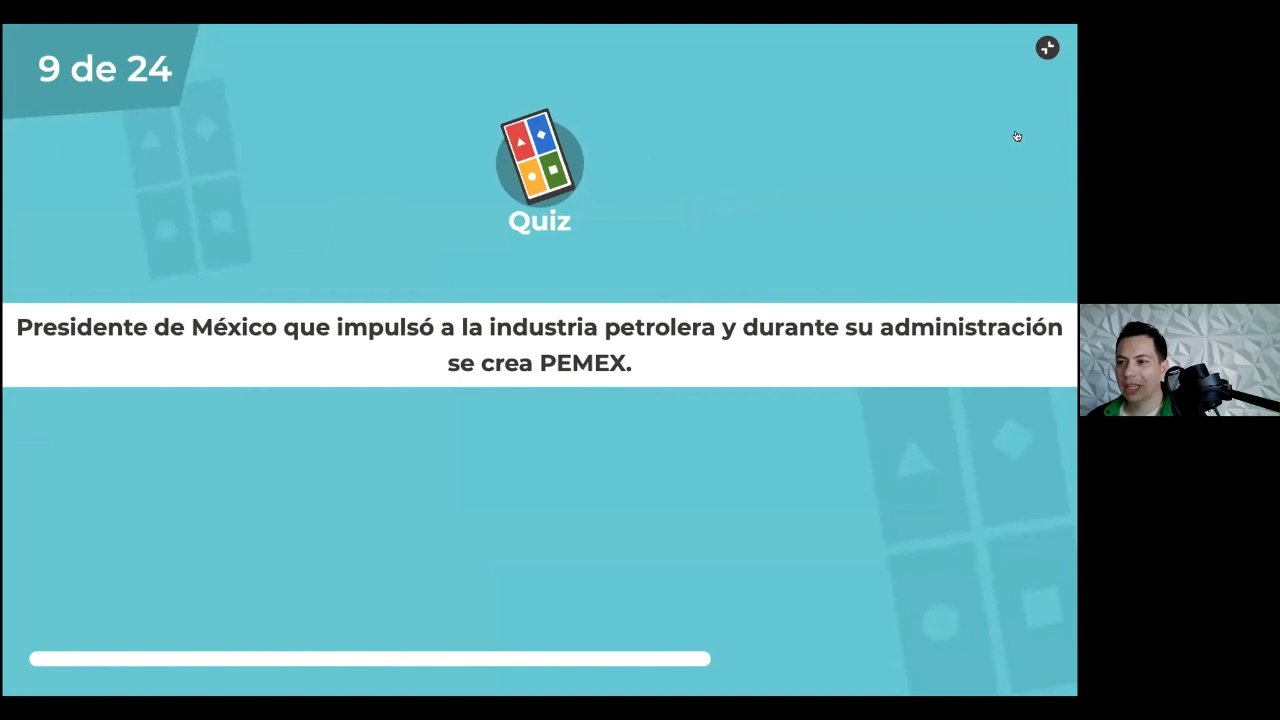 9 de 24
Quiz
Presidente de México que impulsó a la industria petrolera y durante su administración
se crea PEMEX.